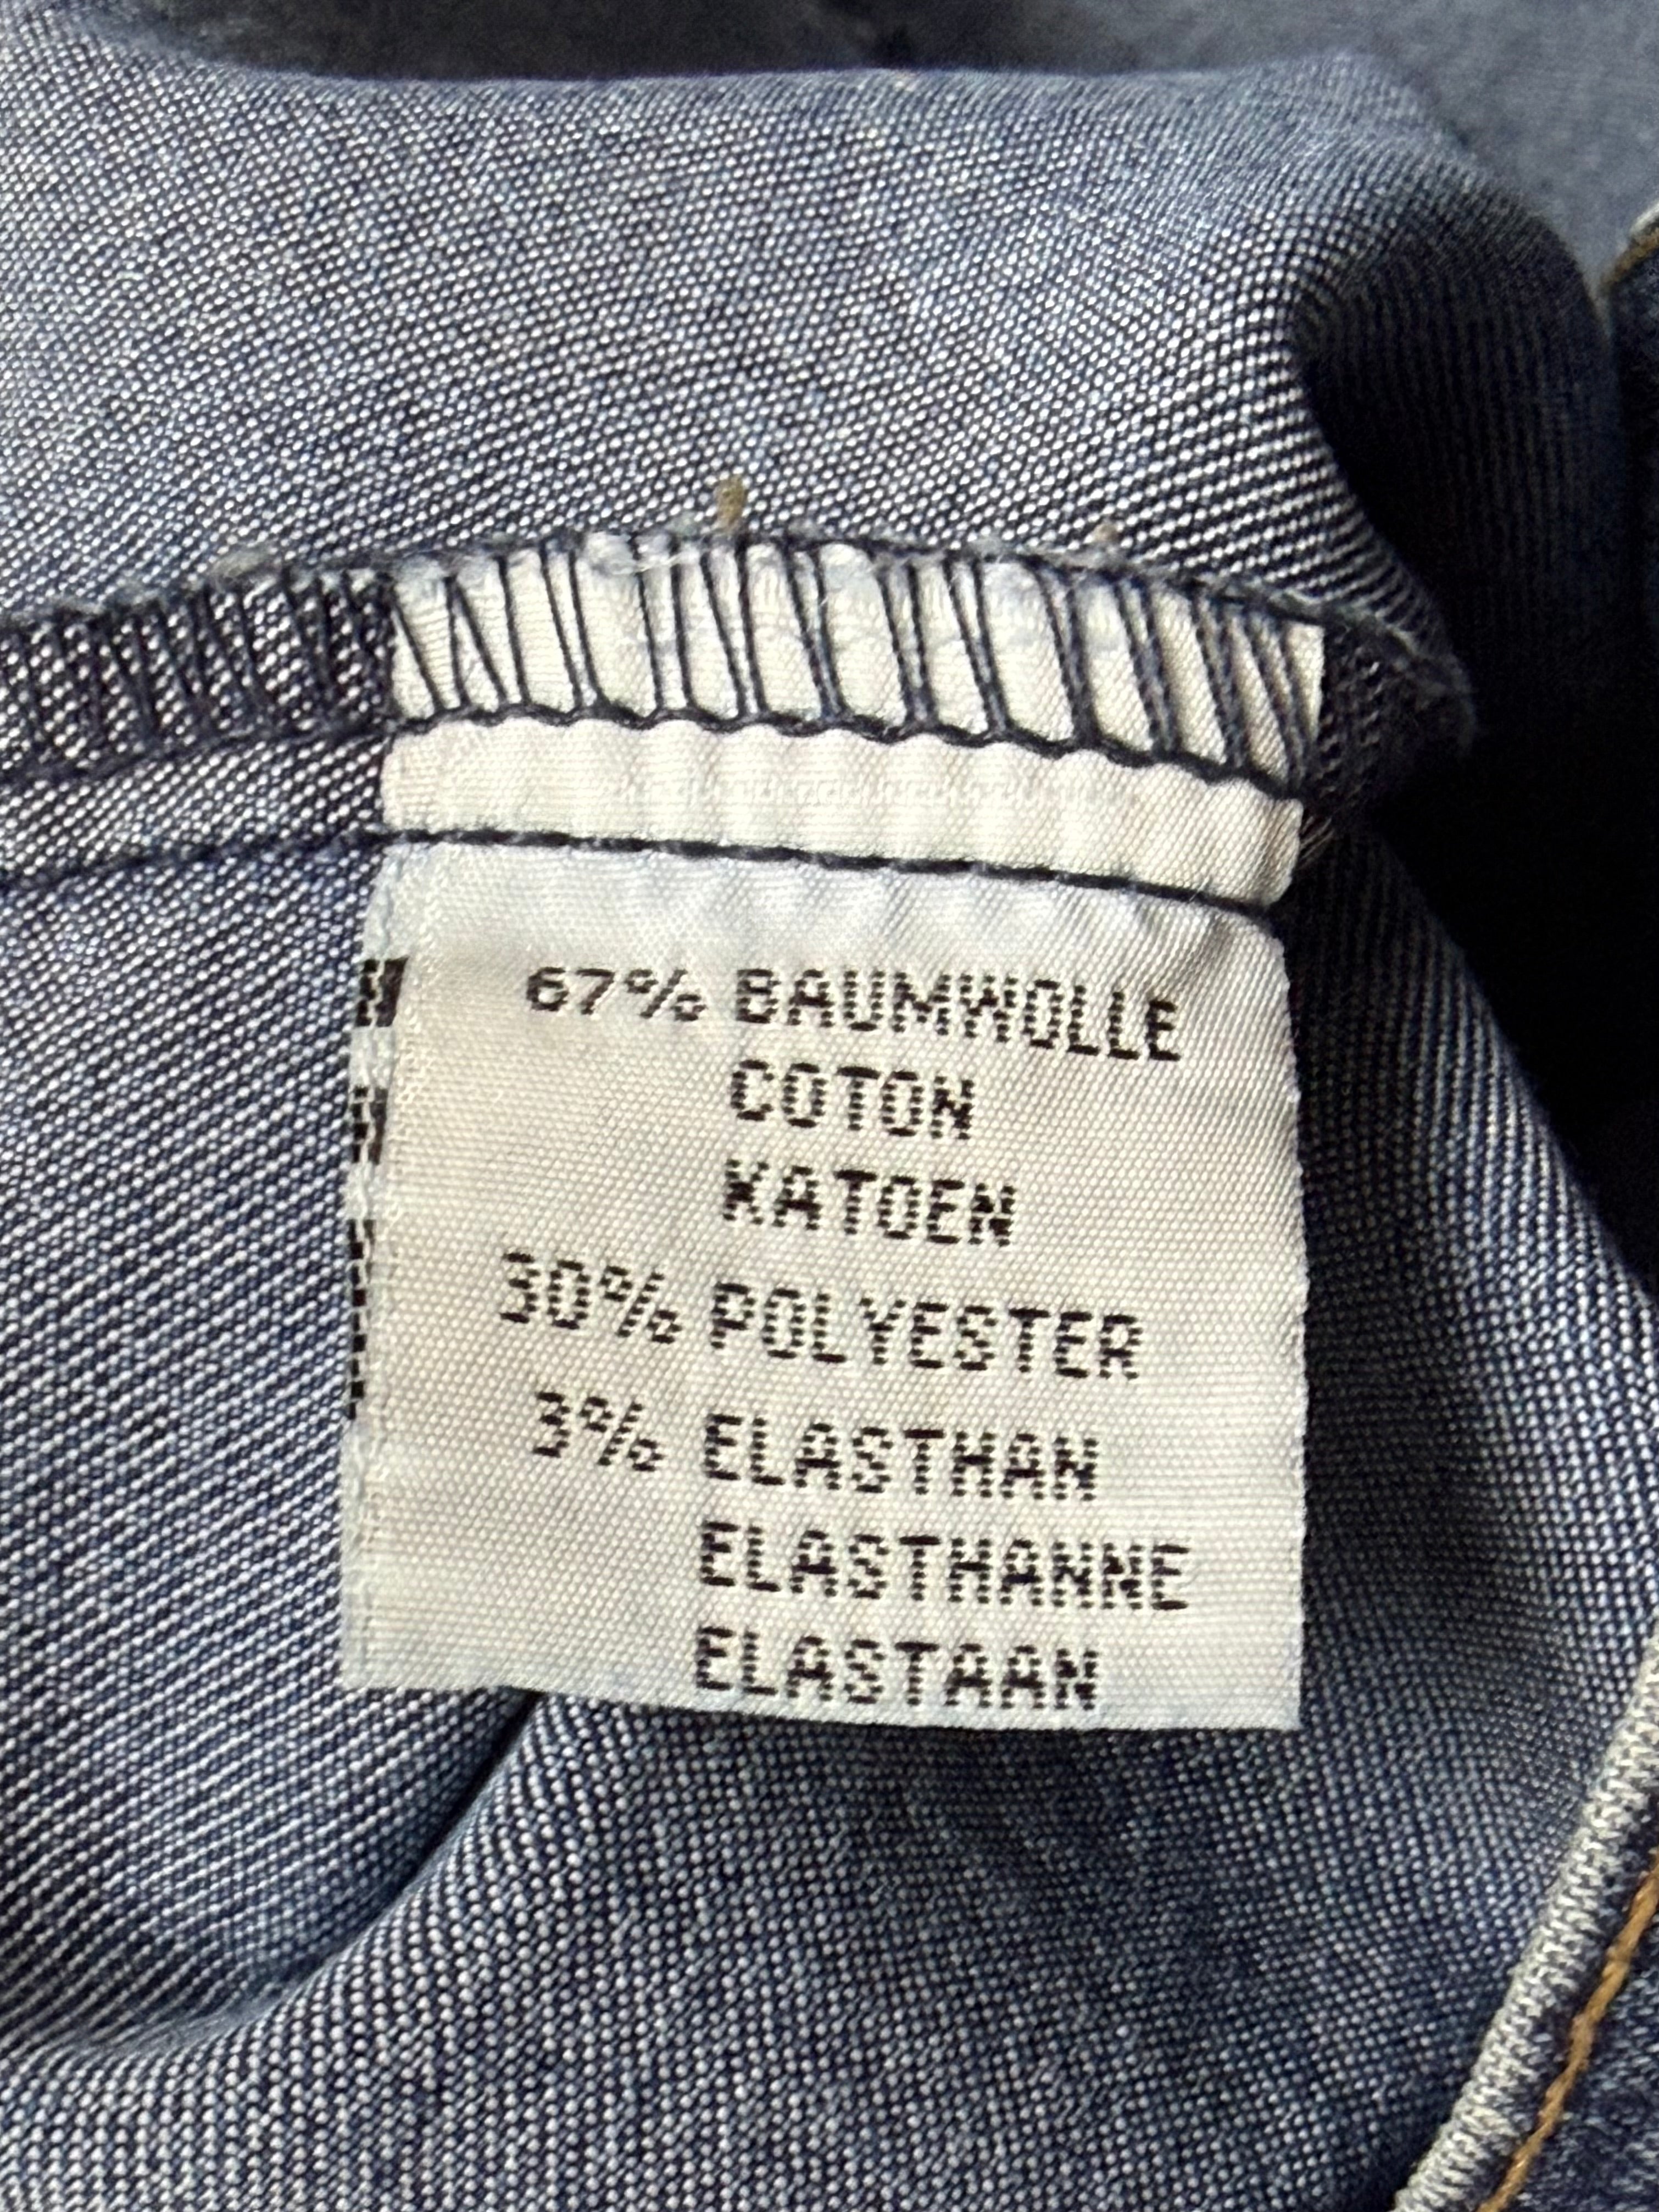 67% BAUMWOLLE
COTON
KATOEN
30% POLYESTER
3% ELASTHAN
ELASTHANNE
ELASTAAN